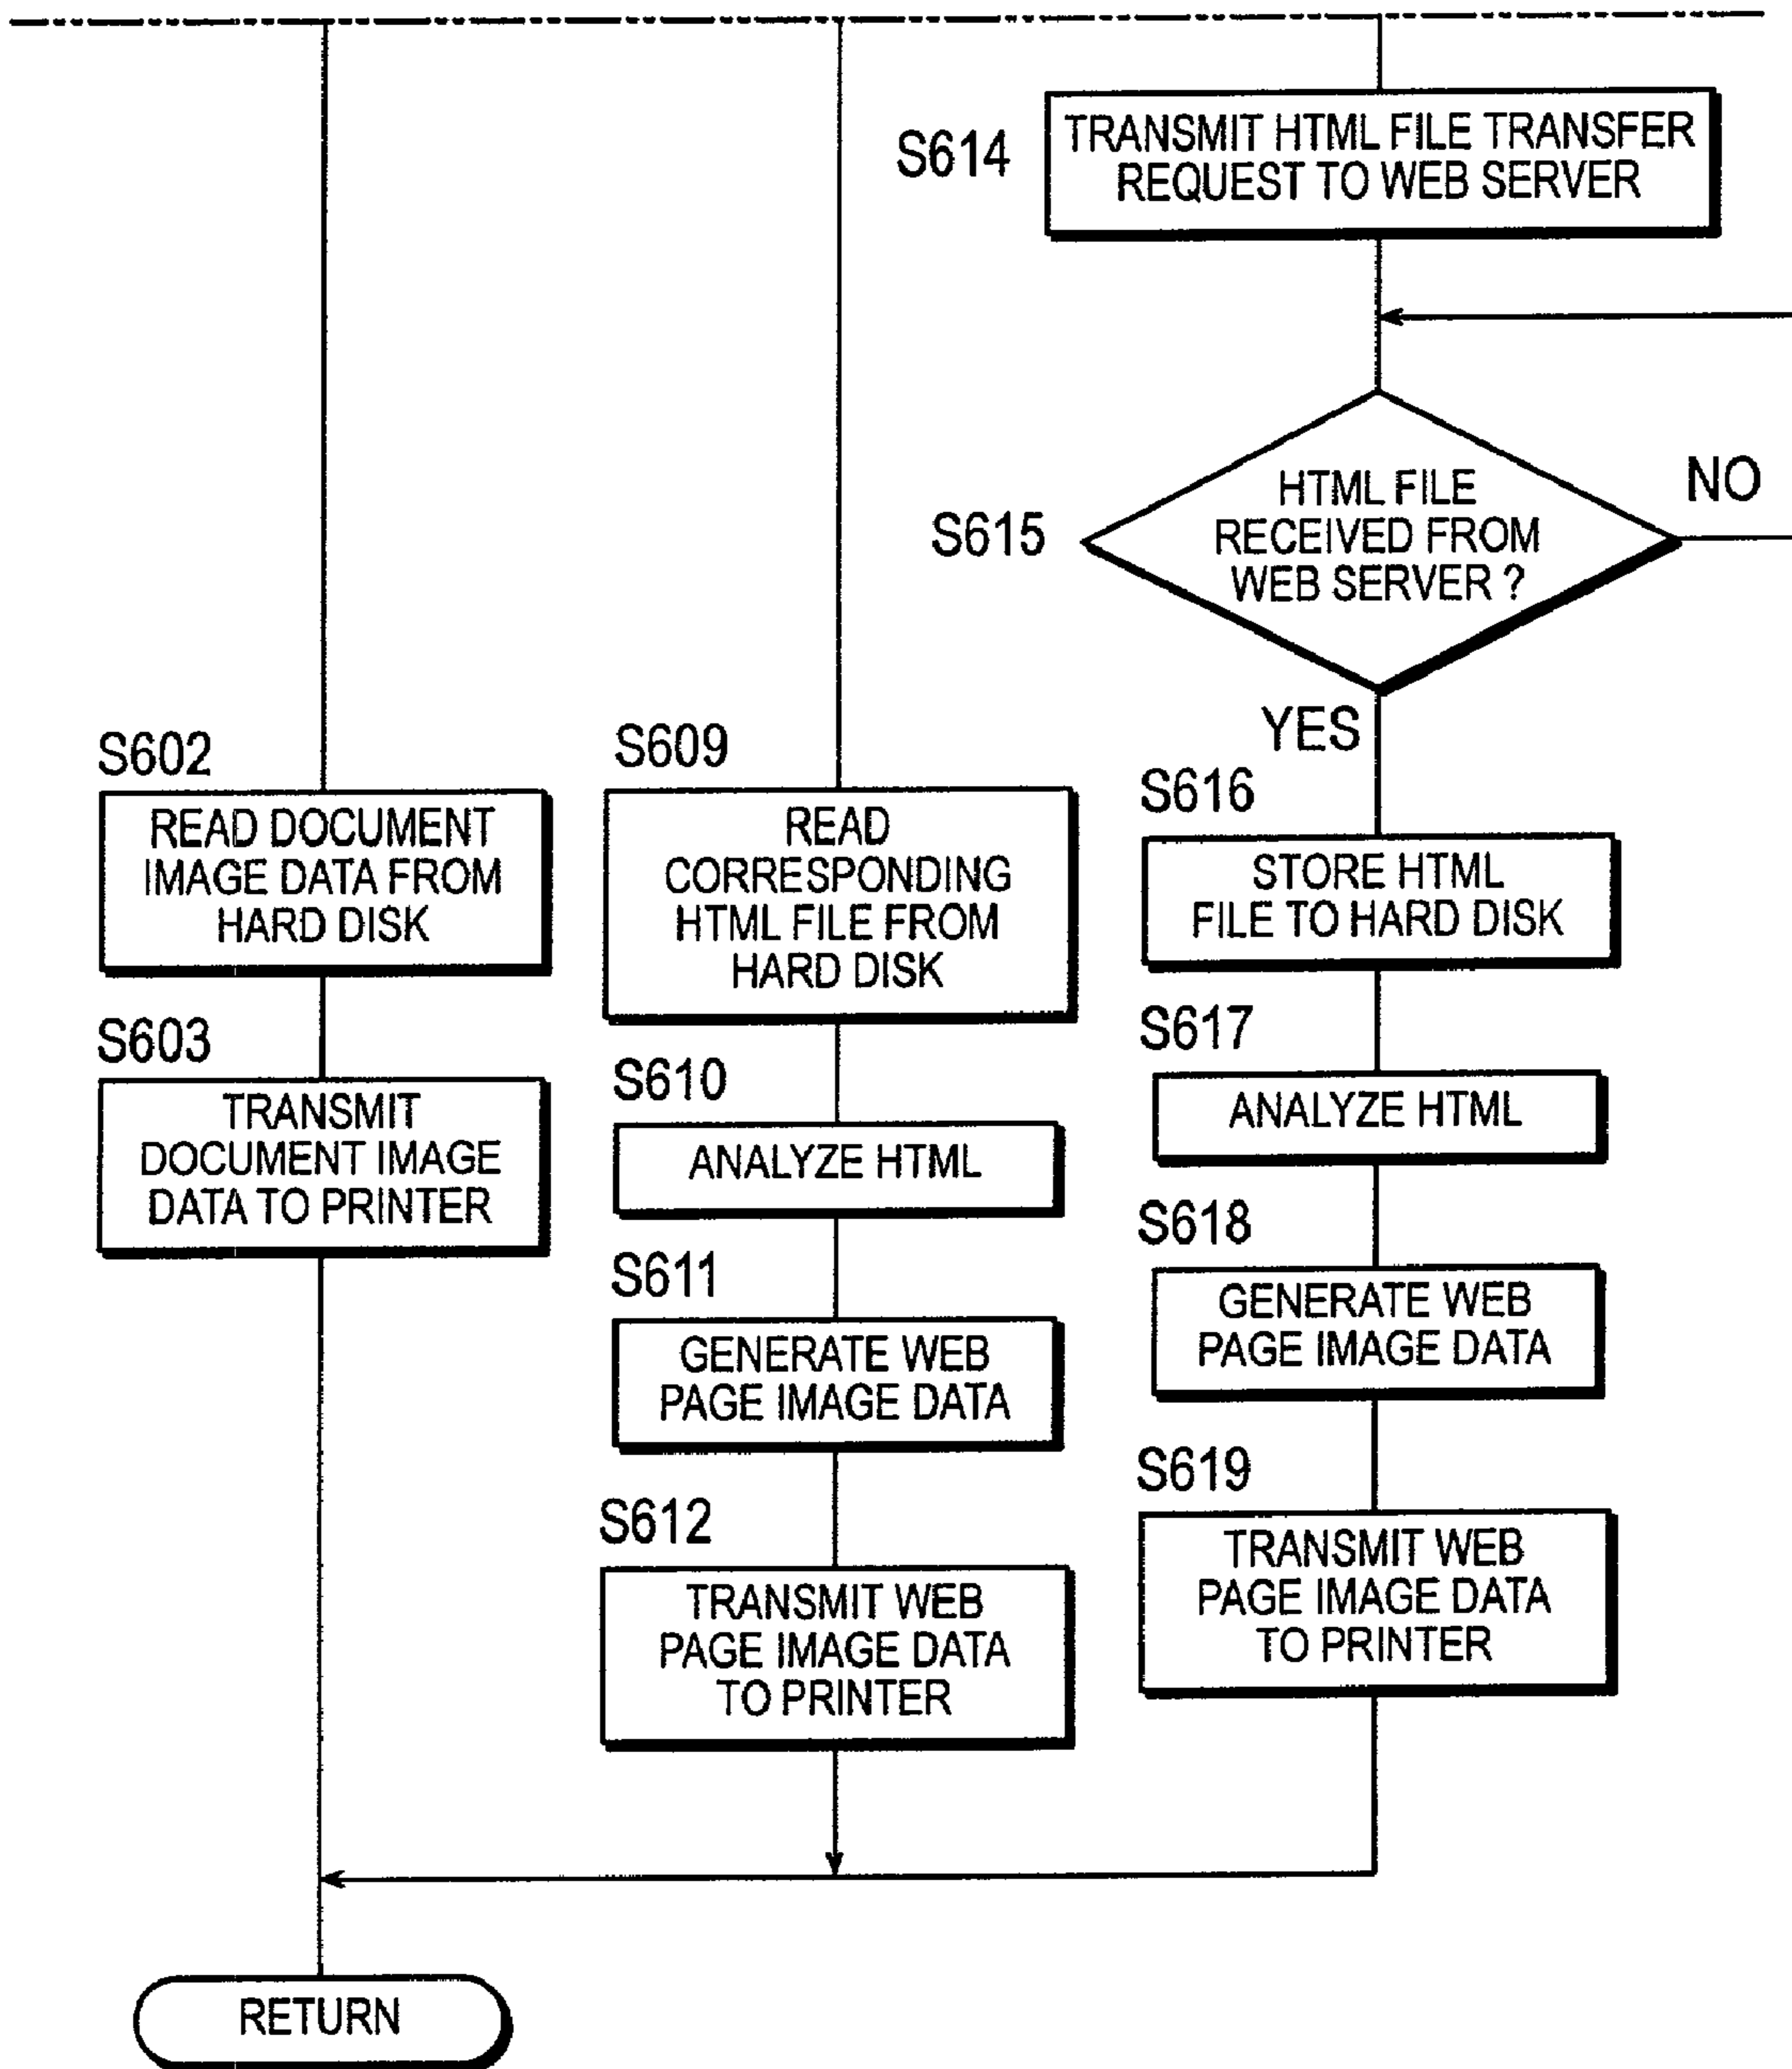 S614
TRANSMIT HTML FILE TRANSFER
REQUEST TO WEB SERVER
S615
HTML FILE
RECEIVED FROM
WEB SERVER ?
NO
YES
S602
READ DOCUMENT
IMAGE DATA FROM
HARD DISK
S603
TRANSMIT
DOCUMENT IMAGE
DATA TO PRINTER
S609
READ
CORRESPONDING
HTML FILE FROM
HARD DISK
S610
ANALYZE HTML
S611
GENERATE WEB
PAGE IMAGE DATA
S612
TRANSMIT WEB
PAGE IMAGE DATA
TO PRINTER
S616
STORE HTML
FILE TO HARD DISK
S617
ANALYZE HTML
S618
GENERATE WEB
PAGE IMAGE DATA
S619
TRANSMIT WEB
PAGE IMAGE DATA
TO PRINTER
RETURN